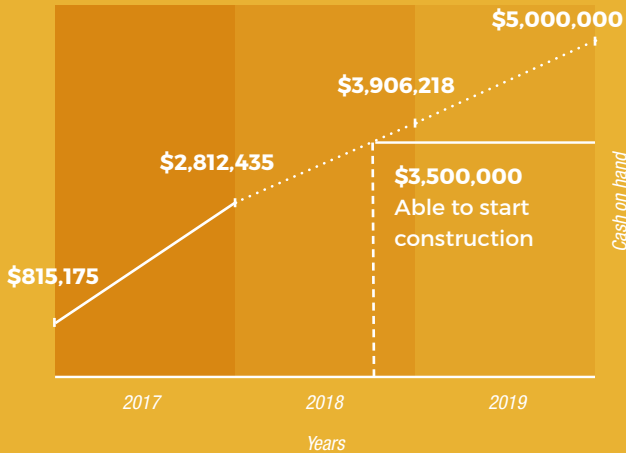 $5,000,000
$3,906,218
$2,812,435
$3,500,000
Able to start
construction
Cash on hand
$815,175
2017
2018
2019
Years